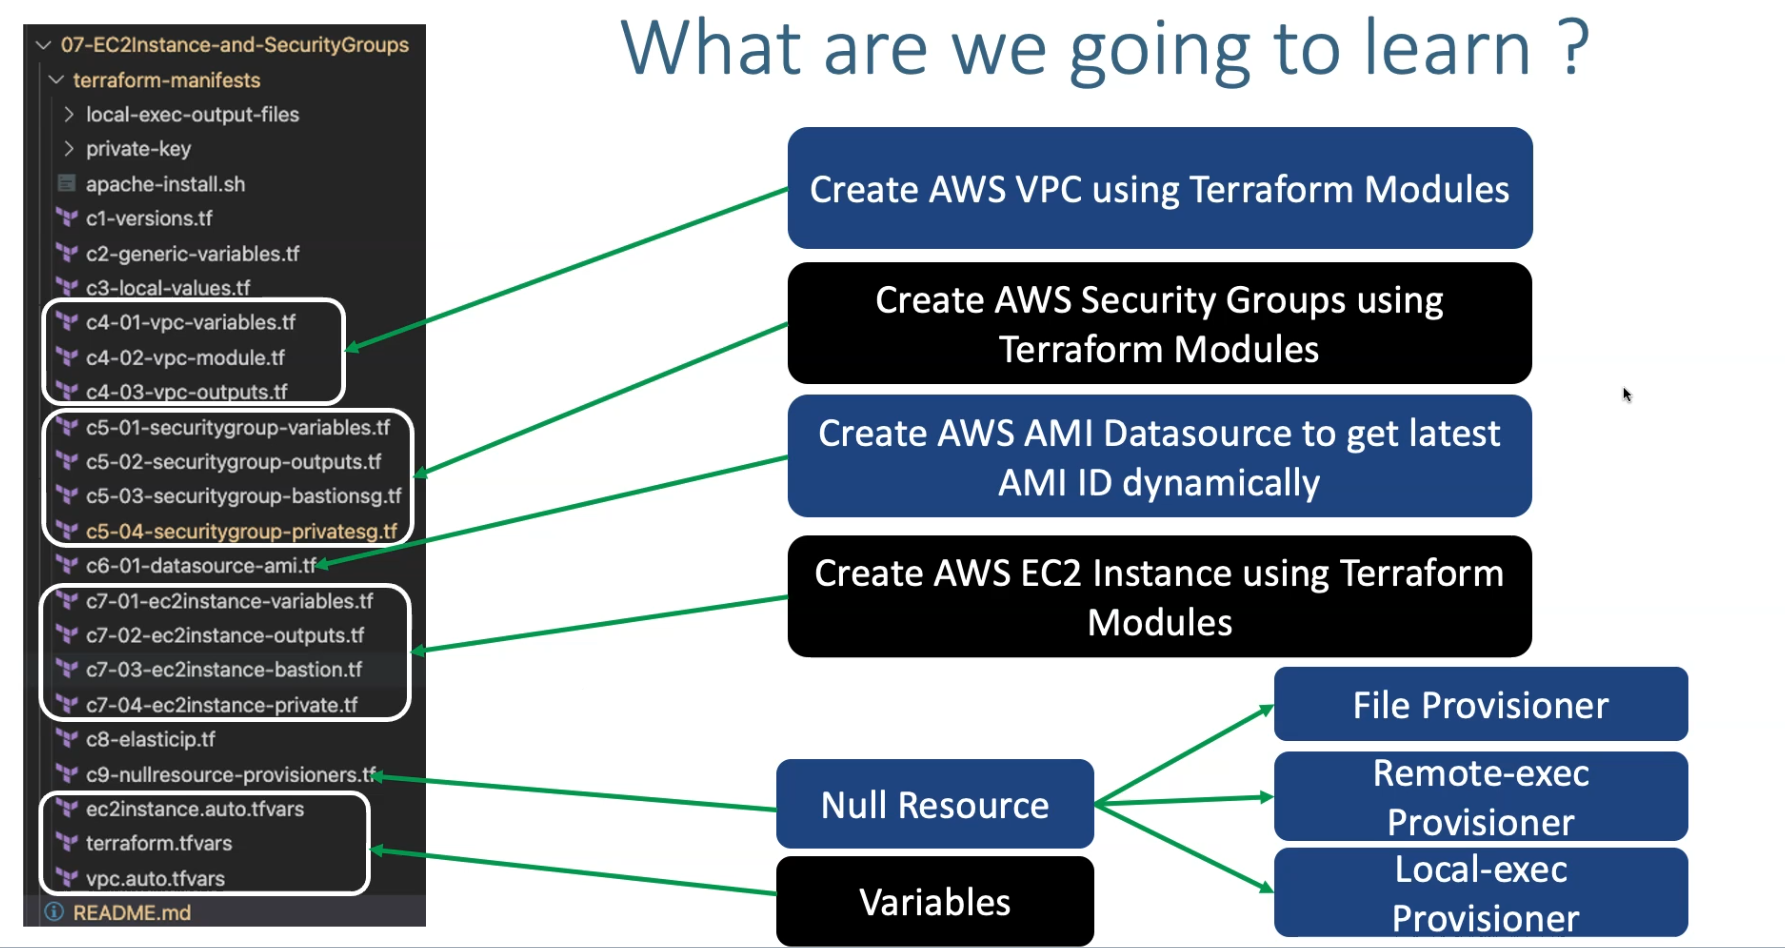 What are we going to learn ?
07-EC2Instance-and-SecurityGroups
terraform-manifests
local-exec-output-files
private-key
apache-install.sh
c1-versions.tf
c2-generic-variables.tf
c3-local-values.tf
c4-01-vpc-variables.tf
c4-02-vpc-module.tf
c4-03-vpc-outputs.tf
c5-01-securitygroup-variables.tf
c5-02-securitygroup-outputs.tf
c5-03-securitygroup-bastionsg.tf
c5-04-securitygroup-privatesg.tf
c6-01-datasource-ami.tf
c7-01-ec2instance-variables.tf
c7-02-ec2instance-outputs.tf
c7-03-ec2instance-bastion.tf
c7-04-ec2instance-private.tf
c8-elasticip.tf
c9-nullresource-provisioners.tf
ec2instance.auto.tfvars
terraform.tfvars
vpc.auto.tfvars
README.md
Create AWS VPC using Terraform Modules
Create AWS Security Groups using
Terraform Modules
Create AWS AMI Datasource to get latest
AMI ID dynamically
Create AWS EC2 Instance using Terraform
Modules
Null Resource
Variables
File Provisioner
Remote-exec
Provisioner
Local-exec
Provisioner